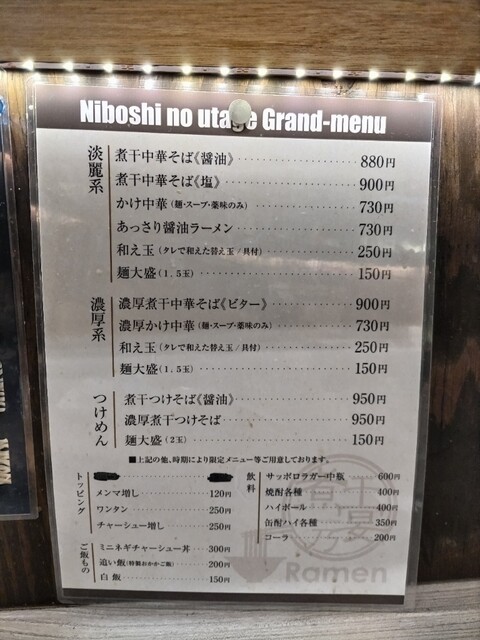 Niboshi no uta e Grand-menu
淡麗系
煮干中華そば《醤油》 880円
煮干中華そば《塩》 900円
かけ中華（麺・スープ・薬味のみ） 730円
あっさり醤油ラーメン 730円
和え玉（タレで和えた替え玉／具付） 250円
麺大盛（1.5玉） 150円
濃厚系
濃厚煮干中華そば《ビター》 900円
濃厚かけ中華（麺・スープ・薬味のみ） 730円
和え玉（タレで和えた替え玉／具付） 250円
麺大盛（1.5玉） 150円
つけめん
煮干つけそば《醤油》 950円
濃厚煮干つけそば 950円
麺大盛（2玉） 150円
■上記の他、時期により限定メニュー等ご用意しております。
トッピング
メンマ増し 120円
ワンタン 250円
チャーシュー増し 250円
ご飯もの
ミニネギチャーシュー丼 300円
追い飯（特製おかかご飯） 200円
白飯 150円
飲料
サッポロラガー中瓶 600円
焼酎各種 400円
ハイボール 400円
缶酎ハイ各種 350円
コーラ 200円
Ramen